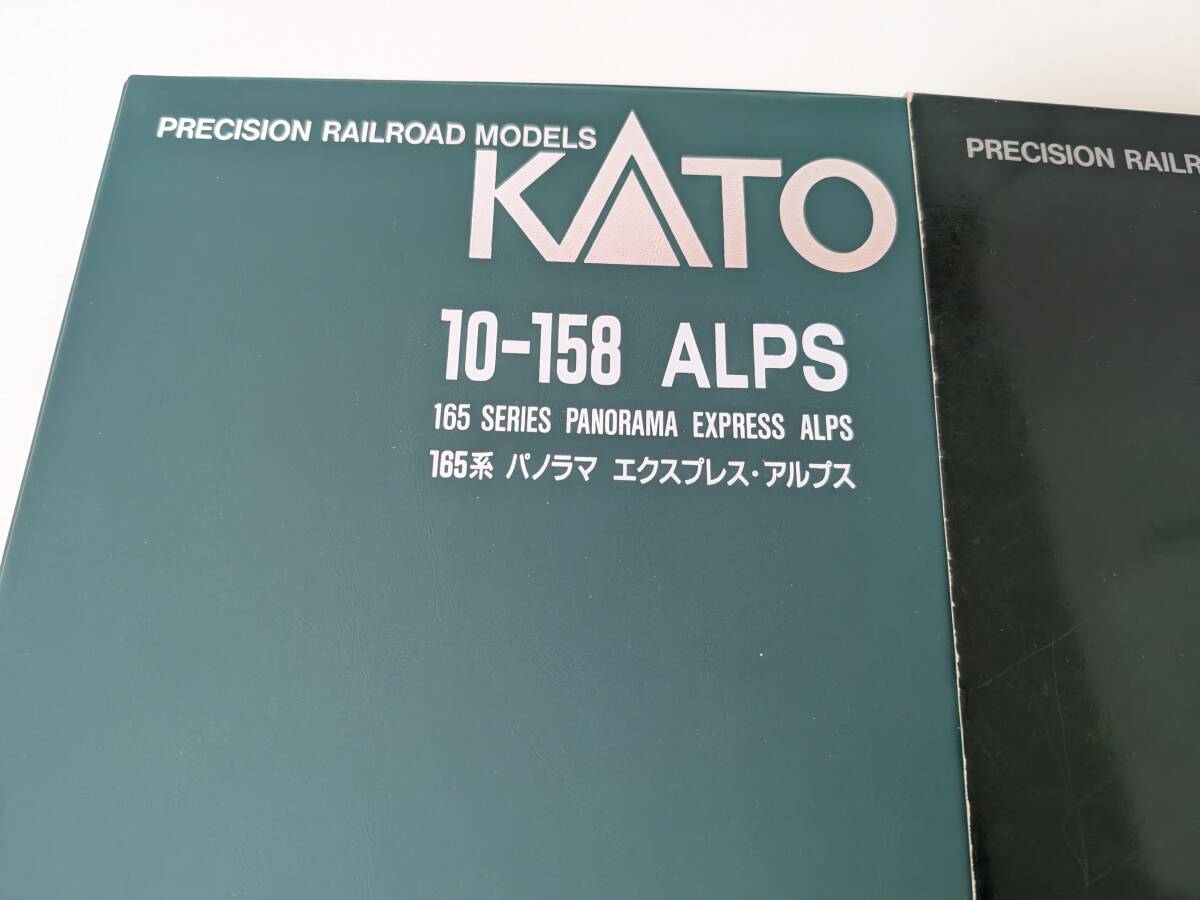 PRECISION RAILROAD MODELS
KATO
10-158 ALPS
165 SERIES PANORAMA EXPRESS ALPS
165系 パノラマ エクスプレス・アルプス
PRECISION